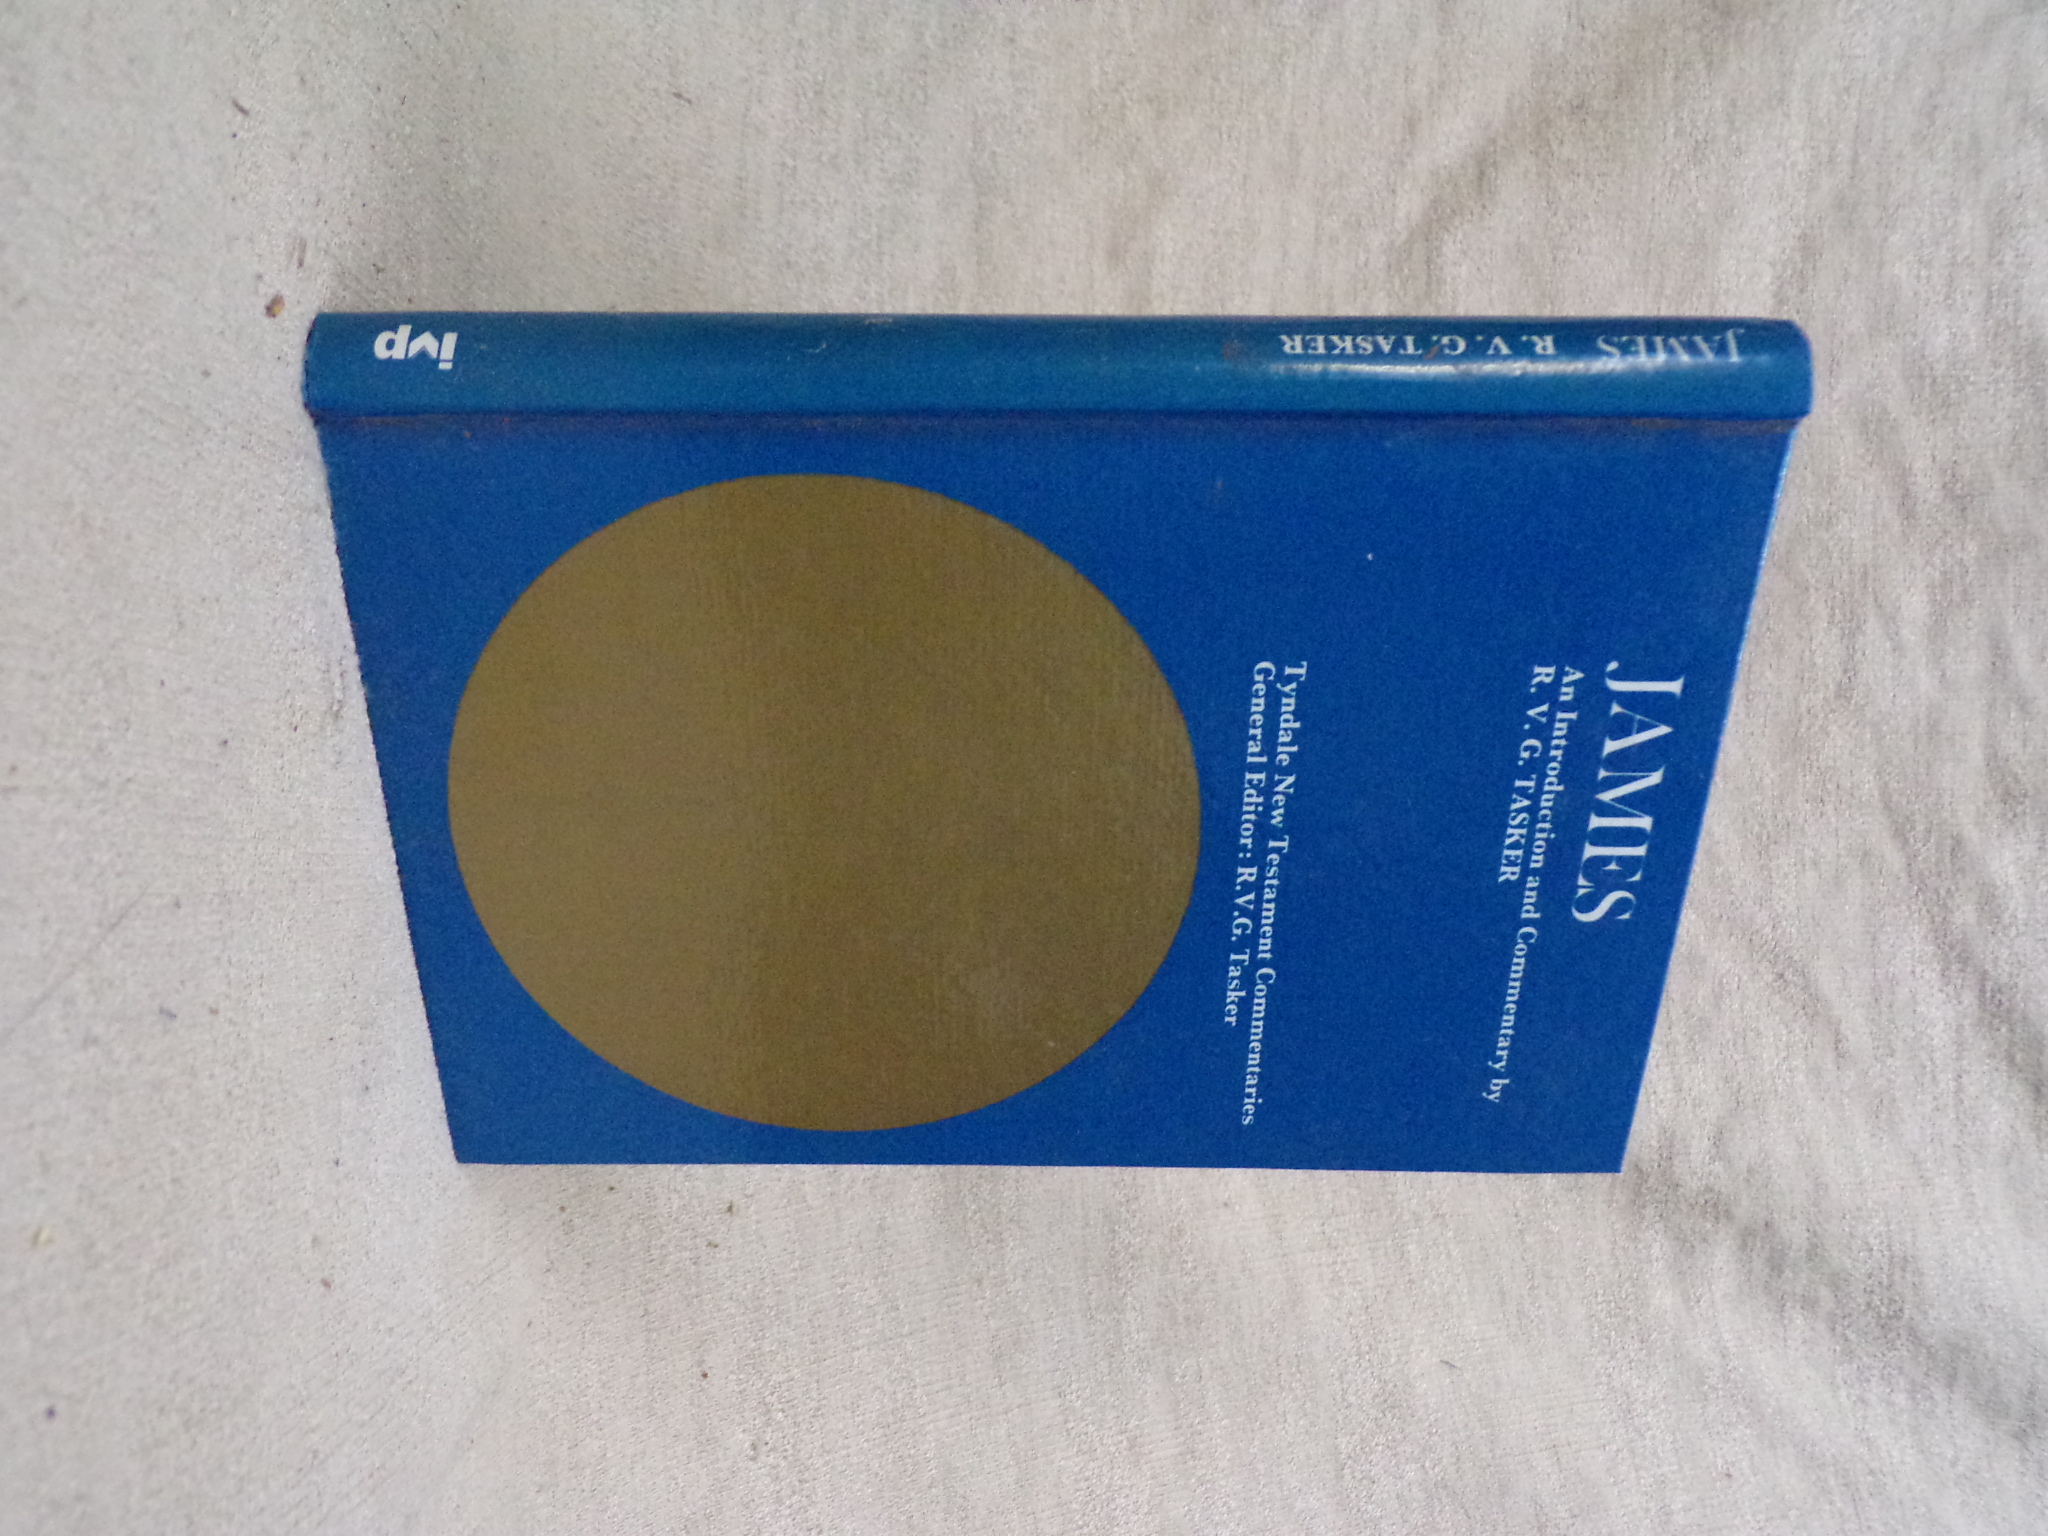 JAMES
An Introduction and Commentary by
R. V. G. TASKER
Tyndale New Testament Commentaries
General Editor: R.V.G. Tasker
JAMES R. V. G. TASKER ivp